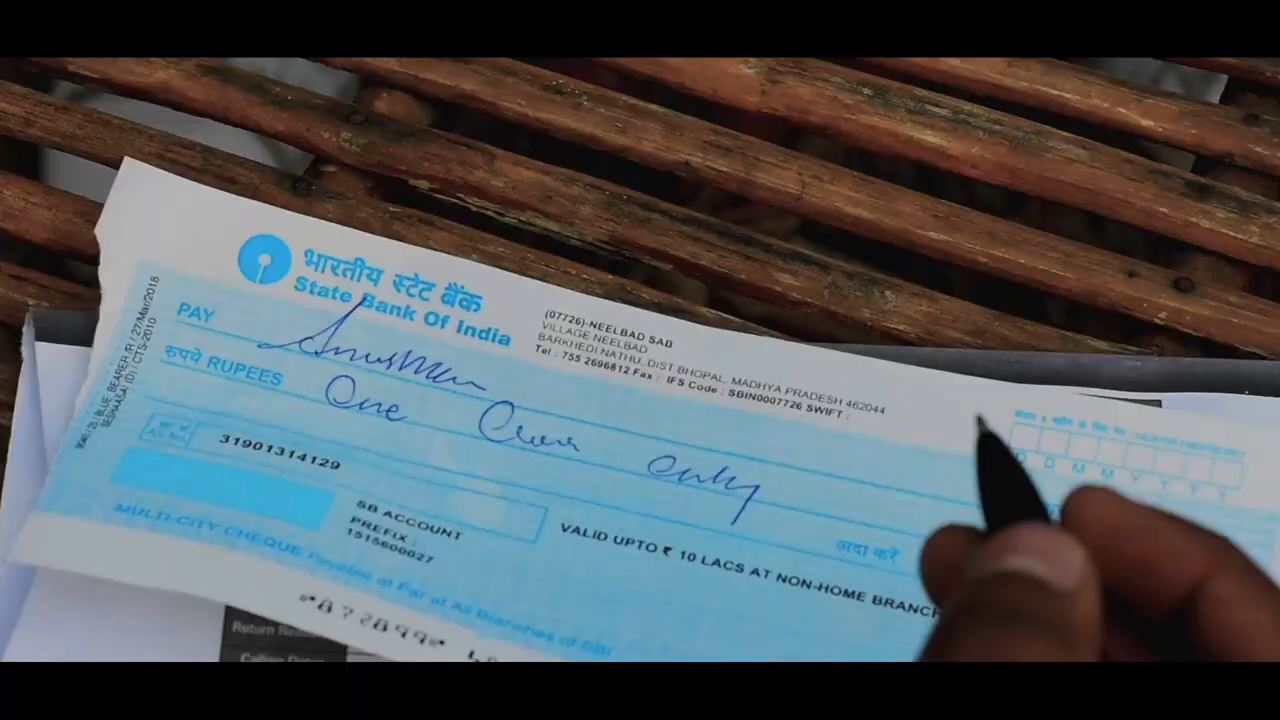 भारतीय स्टेट बैंक
State Bank Of India
(07726)-NEELBAD SAB
VILLAGE NEELBAD
BARKHEDI NATHU, DIST BHOPAL, MADHYA PRADESH 462044
Tel : 755 2696812 Fax : IFS Code : SBIN0007726 SWIFT :
D D M M Y Y Y Y
PAY
रुपये RUPEES One Crore only
अदा करें
31901314129
SB ACCOUNT
PREFIX :
1515600027
VALID UPTO ₹ 10 LACS AT NON-HOME BRANCH
MULTI-CITY CHEQUE Payable at Par at All Branches of SBI
⑈872899⑈
CTS-2010
Return